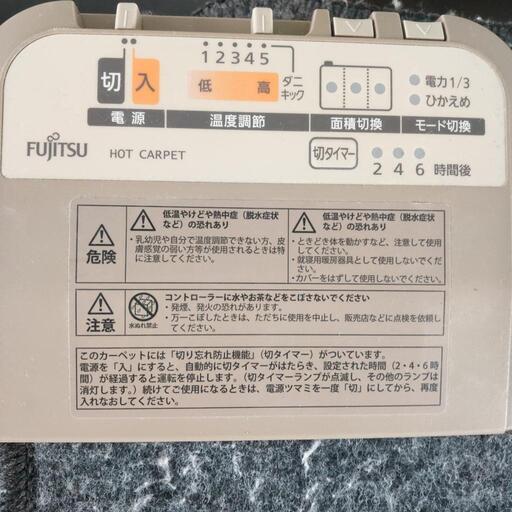 12345
切 入
低 高
ダニ
キック
電力1/3
ひかえめ
電源 温度調節 面積切換 モード切換
FUJITSU HOT CARPET
切タイマー
2 4 6 時間後
危険
低温やけどや熱中症（脱水症状
など）の恐れあり
・乳幼児や自分で温度調節できない方、皮
膚感覚の弱い方等が使用されるときは特
に注意してください。
低温やけどや熱中症（脱水症状
など）の恐れあり
・ときどき体を動かすなど、注意して使用
してください。
・就寝用暖房器具として使用しないでくだ
さい。
・カバーをはずして使用しないでください。
注意
水ぬれ禁止
コントローラーに水やお茶などをこぼさないでください
・発煙、発火の恐れがあります。
・万一こぼしたときは、ただちに使用を中止し、販売店などに点検を依頼し
てください。
このカーペットには「切り忘れ防止機能」（切タイマー）がついています。
電源を「入」にすると、自動的に切タイマーがはたらき、設定された時間（2・4・6時
間）が経過すると運転を停止します。（切タイマーランプが点滅し、その他のランプは
消灯します。）続けてご使用になるときは、電源ツマミを一度「切」にしてから、再度
入れなおしてください。